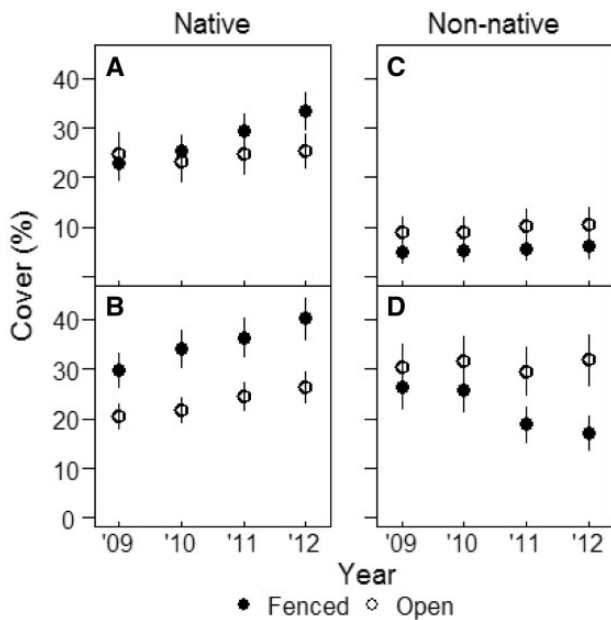 Native Non-native
A C
40
30
20
10
B D
40
30
20
10
0
Cover (%)
'09 '10 '11 '12 '09 '10 '11 '12
Year
Fenced Open